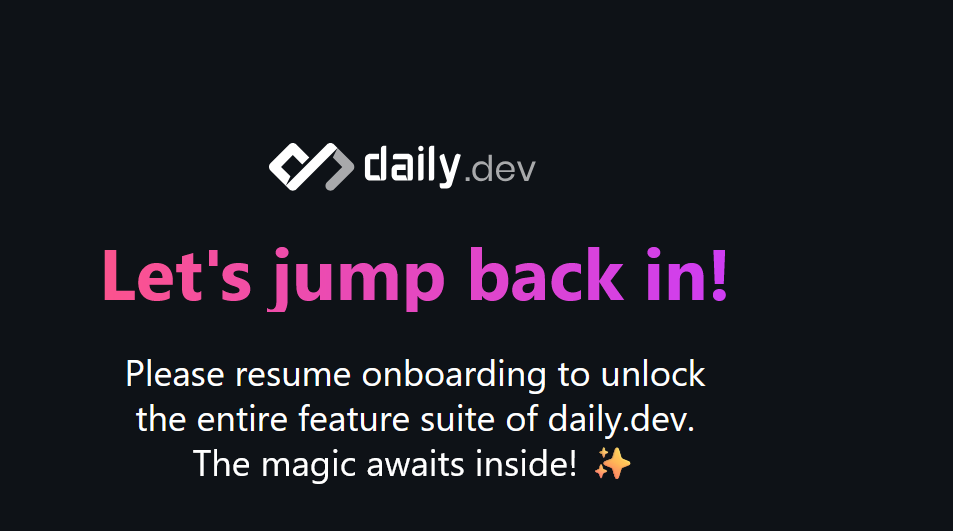 daily.dev
Let's jump back in!
Please resume onboarding to unlock
the entire feature suite of daily.dev.
The magic awaits inside! ✨